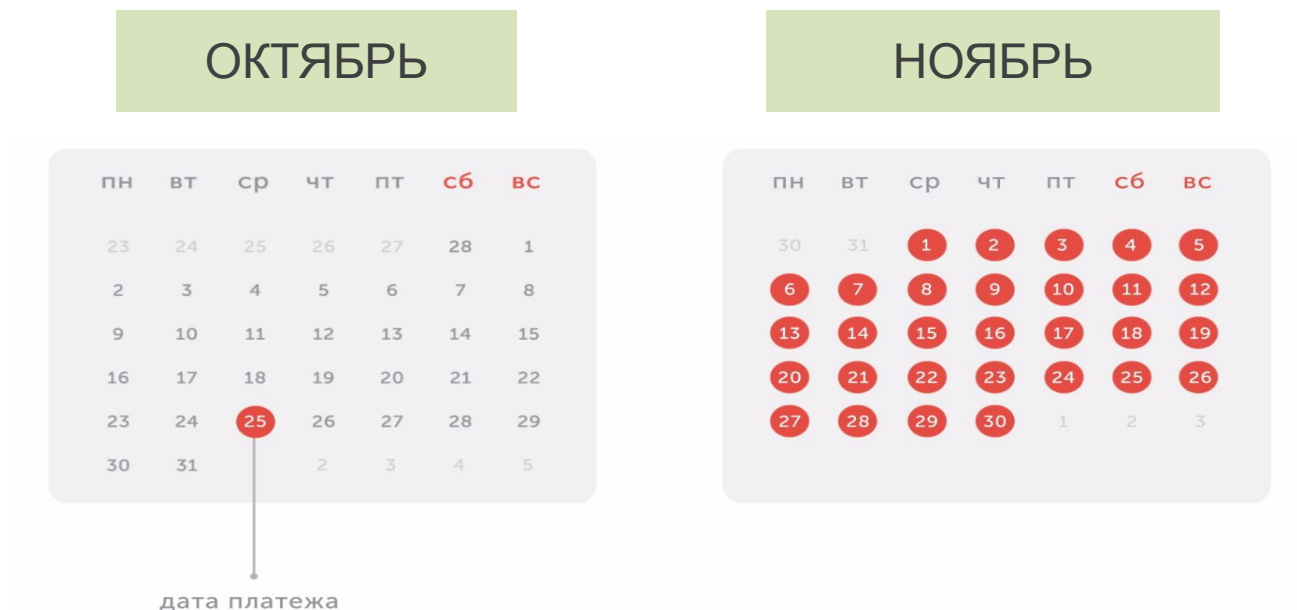 ОКТЯБРЬ
пн вт ср чт пт сб вс
23 24 25 26 27 28 1
2 3 4 5 6 7 8
9 10 11 12 13 14 15
16 17 18 19 20 21 22
23 24 25 26 27 28 29
30 31 2 3 4 5
дата платежа
НОЯБРЬ
пн вт ср чт пт сб вс
30 31 1 2 3 4 5
6 7 8 9 10 11 12
13 14 15 16 17 18 19
20 21 22 23 24 25 26
27 28 29 30 1 2 3